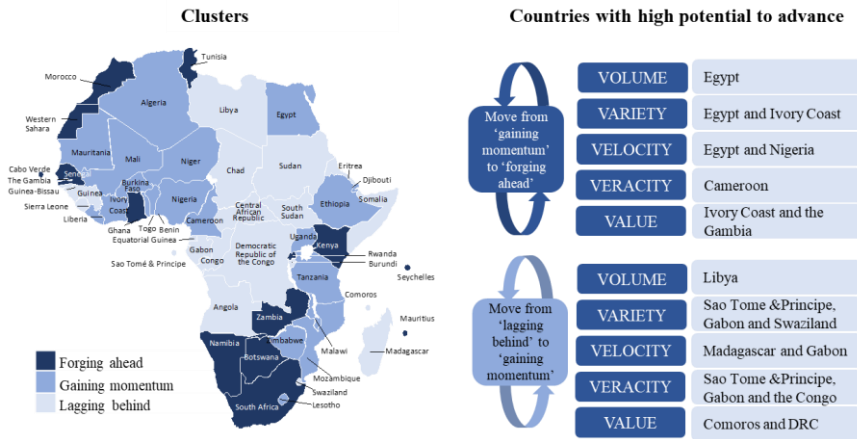 Clusters
Countries with high potential to advance
Tunisia
Morocco
Algeria
Libya
Egypt
Western
Sahara
Mauritania
Mali
Niger
Chad
Sudan
Eritrea
Djibouti
Somalia
Cabo Verde
Senegal
The Gambia
Guinea-Bissau
Guinea
Sierra Leone
Liberia
Burkina
Faso
Ivory
Coast
Ghana
Togo
Benin
Nigeria
Cameroon
Equatorial Guinea
Central
African
Republic
South
Sudan
Ethiopia
Uganda
Kenya
Gabon
Congo
Democratic
Republic of
the Congo
Rwanda
Burundi
Sao Tomé & Principe
Tanzania
Seychelles
Comoros
Angola
Zambia
Malawi
Mauritius
Madagascar
Namibia
Zimbabwe
Botswana
Mozambique
Swaziland
Lesotho
South Africa
Forging ahead
Gaining momentum
Lagging behind
Move from
‘gaining
momentum’
to ‘forging
ahead’
VOLUME
Egypt
VARIETY
Egypt and Ivory Coast
VELOCITY
Egypt and Nigeria
VERACITY
Cameroon
VALUE
Ivory Coast and the
Gambia
Move from
‘lagging
behind’ to
‘gaining
momentum’
VOLUME
Libya
VARIETY
Sao Tome &Principe,
Gabon and Swaziland
VELOCITY
Madagascar and Gabon
VERACITY
Sao Tome &Principe,
Gabon and the Congo
VALUE
Comoros and DRC